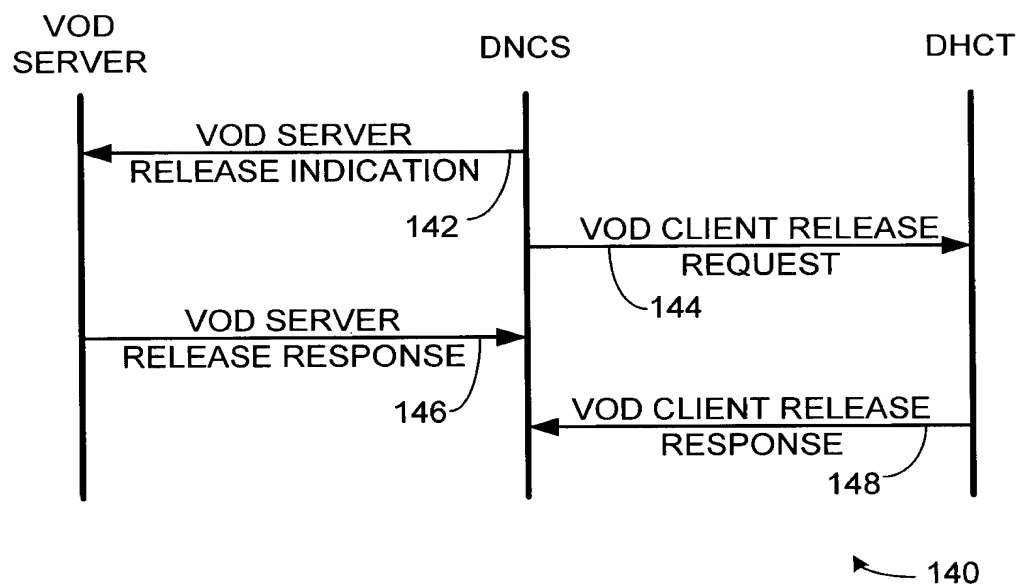 VOD
SERVER
DNCS
DHCT
VOD SERVER
RELEASE INDICATION
142
VOD CLIENT RELEASE
REQUEST
144
VOD SERVER
RELEASE RESPONSE
146
VOD CLIENT RELEASE
RESPONSE
148
140